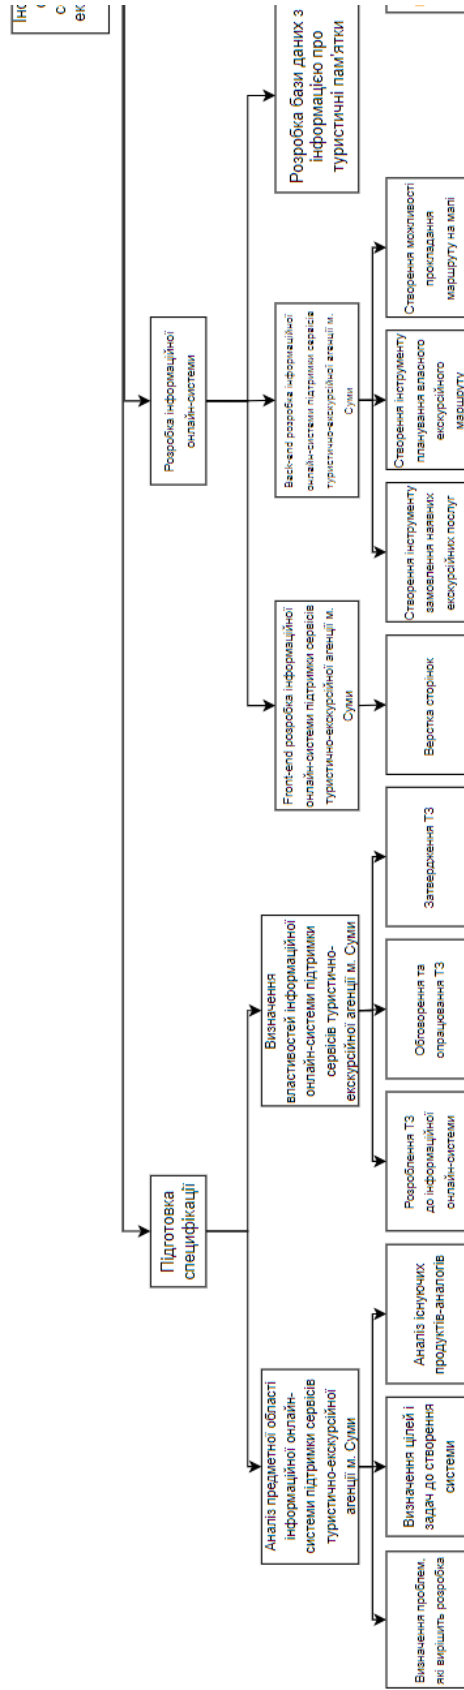 Підготовка
специфікації
Розробка інформаційної
онлайн-системи
Аналіз предметної області
інформаційної онлайн-
системи підтримки сервісів
туристично-екскурсійної
агенції м. Суми
Визначення
властивостей інформаційної
онлайн-системи підтримки
сервісів туристично-
екскурсійної агенції м. Суми
Front-end розробка інформаційної
онлайн-системи підтримки сервісів
туристично-екскурсійної агенції м.
Суми
Back-end розробка інформаційної
онлайн-системи підтримки сервісів
туристично-екскурсійної агенції м.
Суми
Розробка бази даних з
інформацією про
туристичні пам'ятки
Визначення проблем,
які вирішить розробка
Визначення цілей і
задач до створення
системи
Аналіз існуючих
продуктів-аналогів
Розроблення ТЗ
до інформаційної
онлайн-системи
Обговорення та
опрацювання ТЗ
Затвердження ТЗ
Верстка сторінок
Створення інструменту
замовлення наявних
екскурсійних послуг
Створення інструменту
планування власного
екскурсійного
маршруту
Створення можливості
прокладання
маршруту на мапі